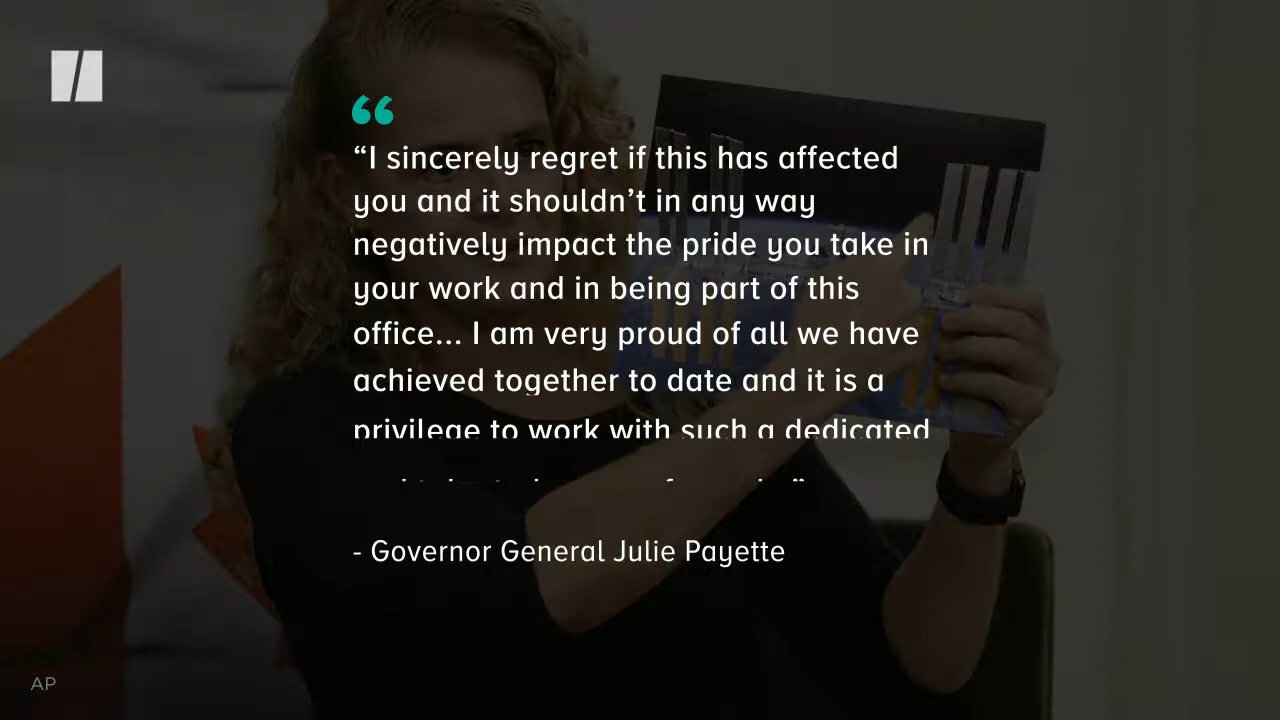 “I sincerely regret if this has affected
you and it shouldn’t in any way
negatively impact the pride you take in
your work and in being part of this
office... I am very proud of all we have
achieved together to date and it is a
privilege to work with such a dedicated
- Governor General Julie Payette
AP